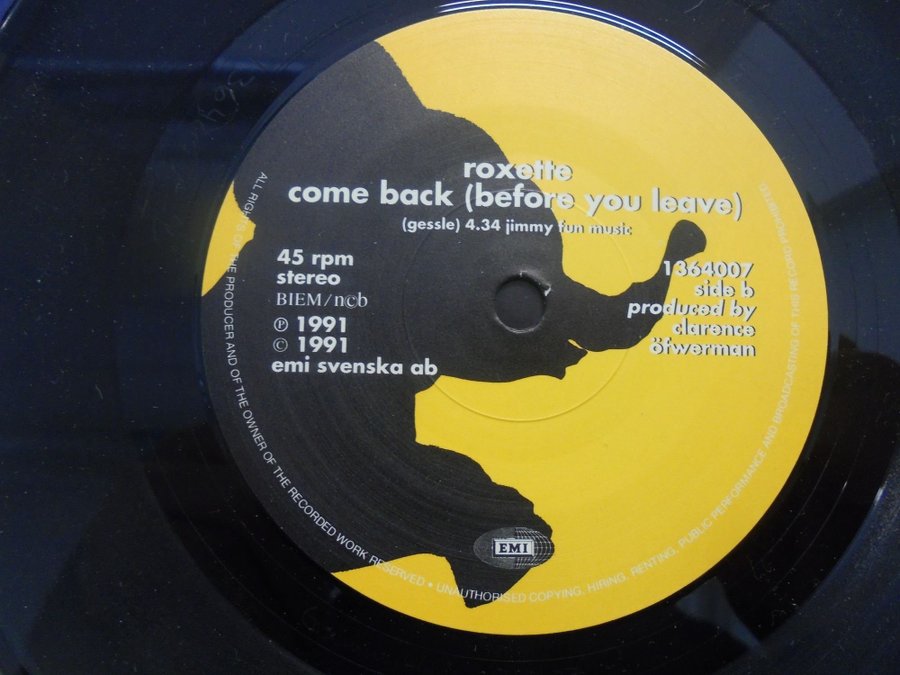 roxette
come back (before you leave)
(gessle) 4.34 jimmy fun music
45 rpm
stereo
BIEM/n©b
℗ 1991
© 1991
emi svenska ab
1364007
side b
produced by
clarence
öfwerman
EMI
ALL RIGHTS OF THE PRODUCER AND OF THE OWNER OF THE RECORDED WORK RESERVED • UNAUTHORISED COPYING, HIRING, RENTING, PUBLIC PERFORMANCE AND BROADCASTING OF THIS RECORD PROHIBITED